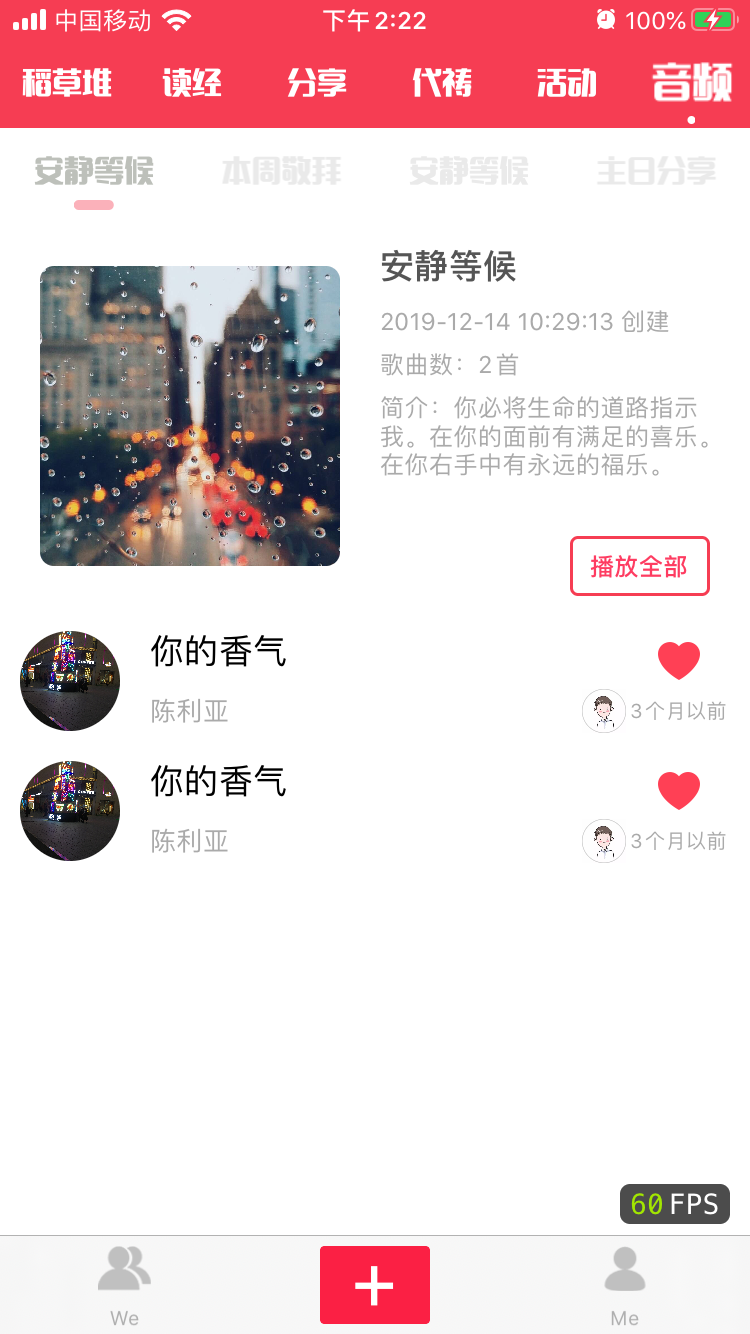 中国移动 下午2:22 100%
稻草堆 读经 分享 代祷 活动 音频
安静等候 本周敬拜 安静等候 主日分享
安静等候
2019-12-14 10:29:13 创建
歌曲数：2首
简介：你必将生命的道路指示
我。在你的面前有满足的喜乐。
在你右手中有永远的福乐。
播放全部
你的香气
陈利亚 3个月以前
你的香气
陈利亚 3个月以前
60 FPS
We Me